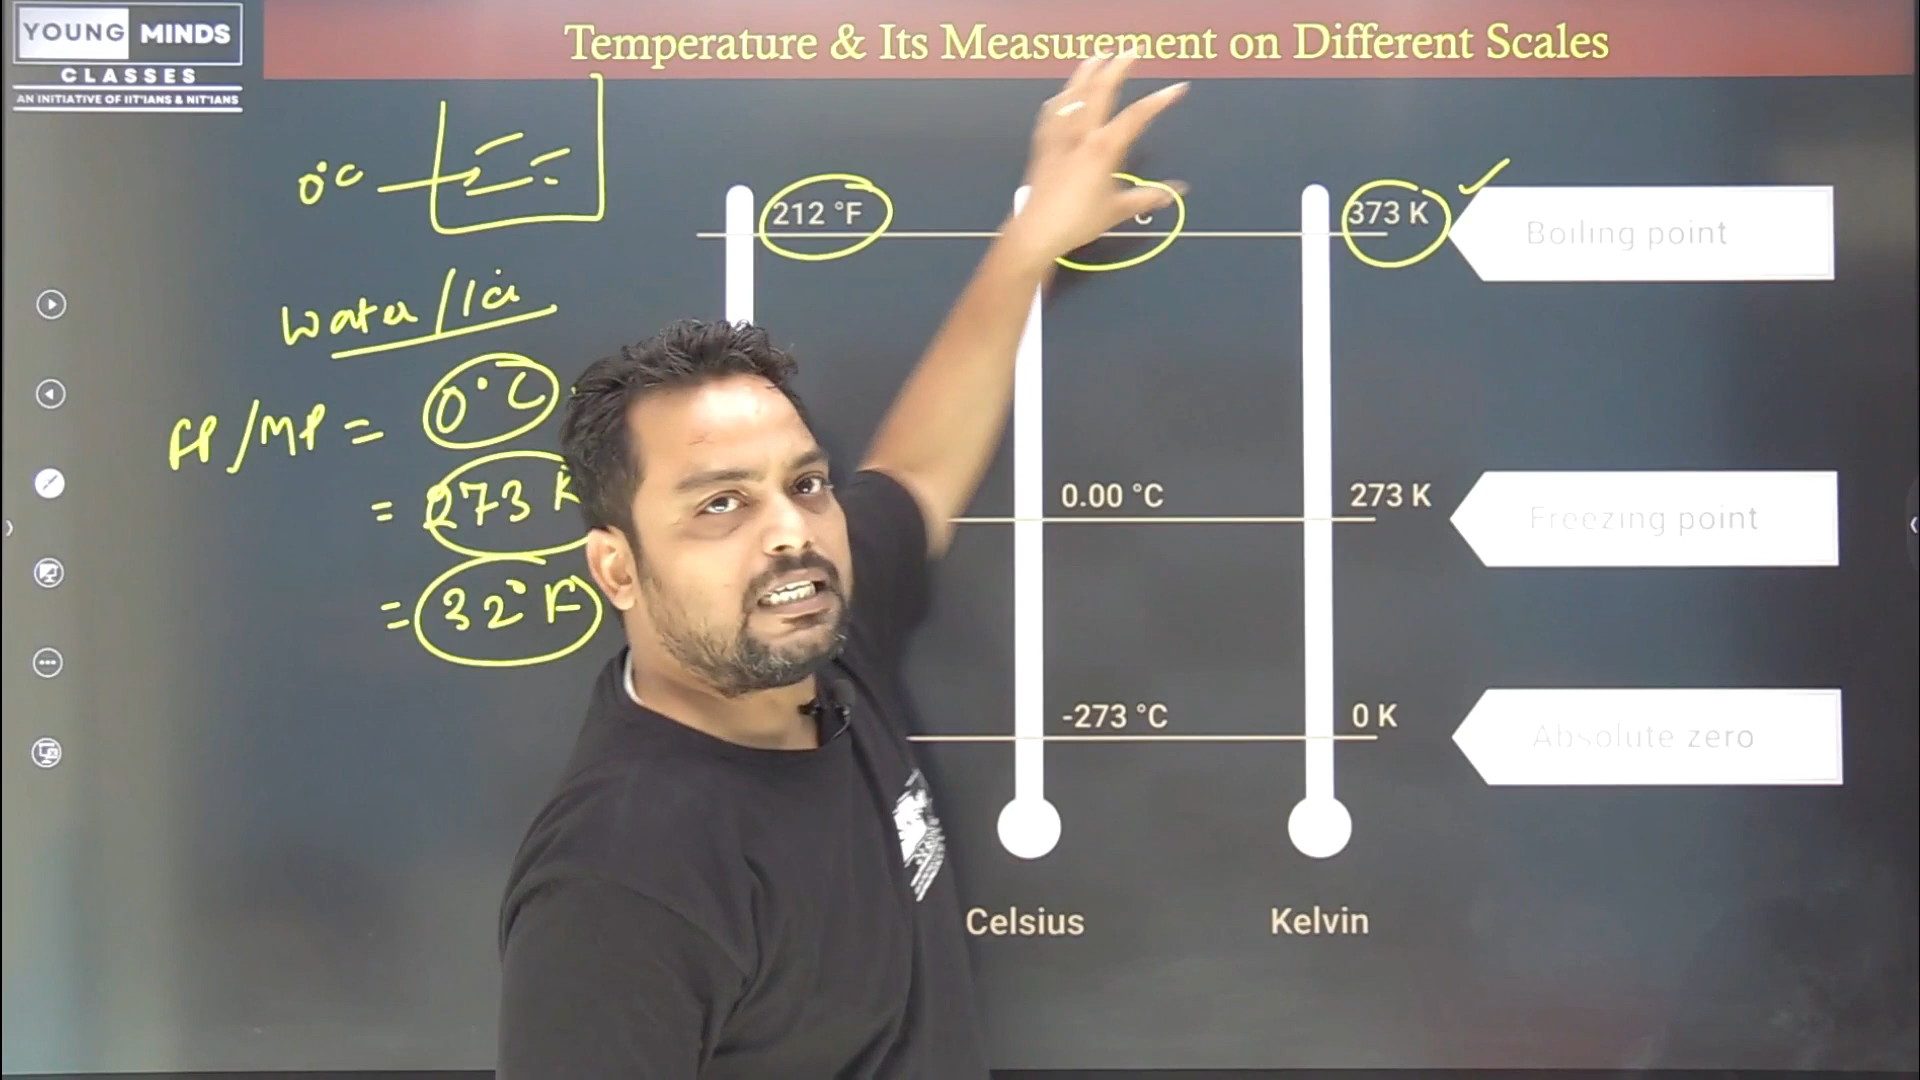 YOUNG MINDS
CLASSES
AN INITIATIVE OF IIT'IANS & NIT'IANS
Temperature & Its Measurement on Different Scales
0°C
212 °F
C
373 K
Boiling point
Water/Ice
FP/MP = 0°C
= 273 K
= 32°F
0.00 °C
273 K
Freezing point
-273 °C
0 K
Absolute zero
Celsius
Kelvin